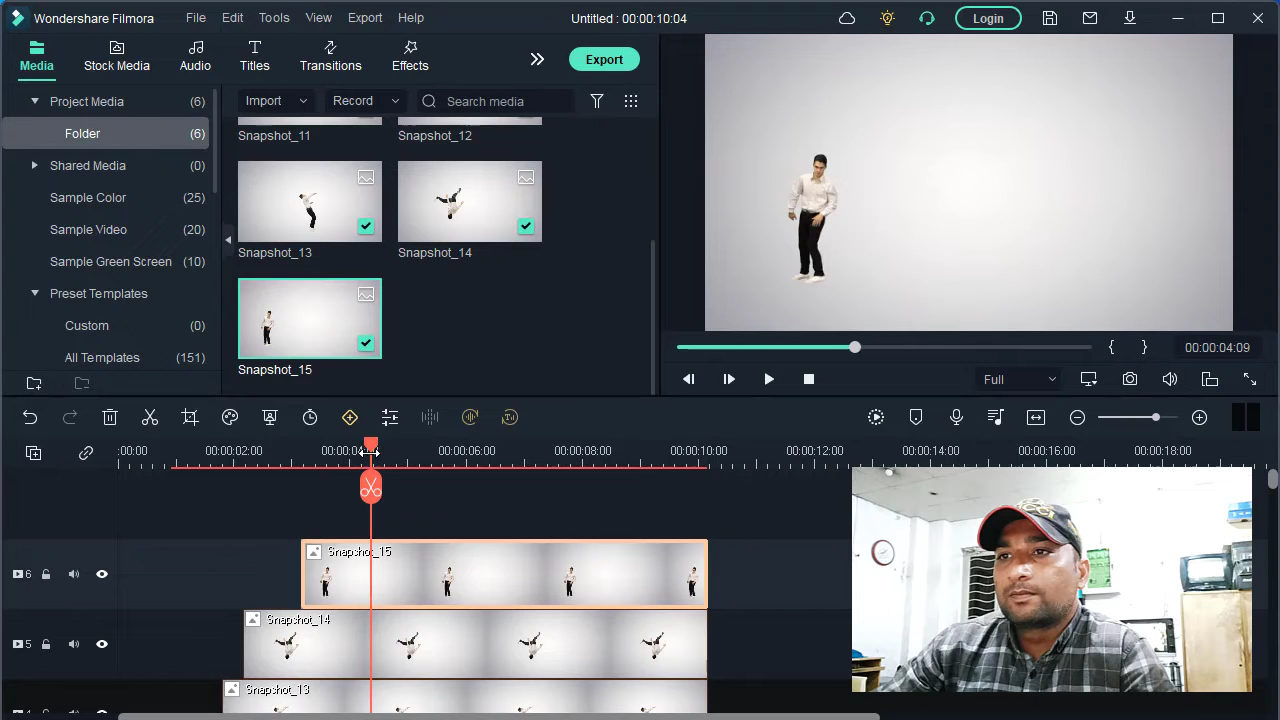 Wondershare Filmora
File
Edit
Tools
View
Export
Help
Untitled : 00:00:10:04
Login
Media
Stock Media
Audio
Titles
Transitions
Effects
Export
Project Media (6)
Folder (6)
Shared Media (0)
Sample Color (25)
Sample Video (20)
Sample Green Screen (10)
Preset Templates
Custom (0)
All Templates (151)
Import
Record
Search media
Snapshot_11
Snapshot_12
Snapshot_13
Snapshot_14
Snapshot_15
{ }
00:00:04:09
Full
:00:00
00:00:02:00
00:00:06:00
00:00:08:00
00:00:10:00
00:00:12:00
00:00:14:00
00:00:16:00
00:00:18:00
6
Snapshot_15
5
Snapshot_14
Snapshot_13